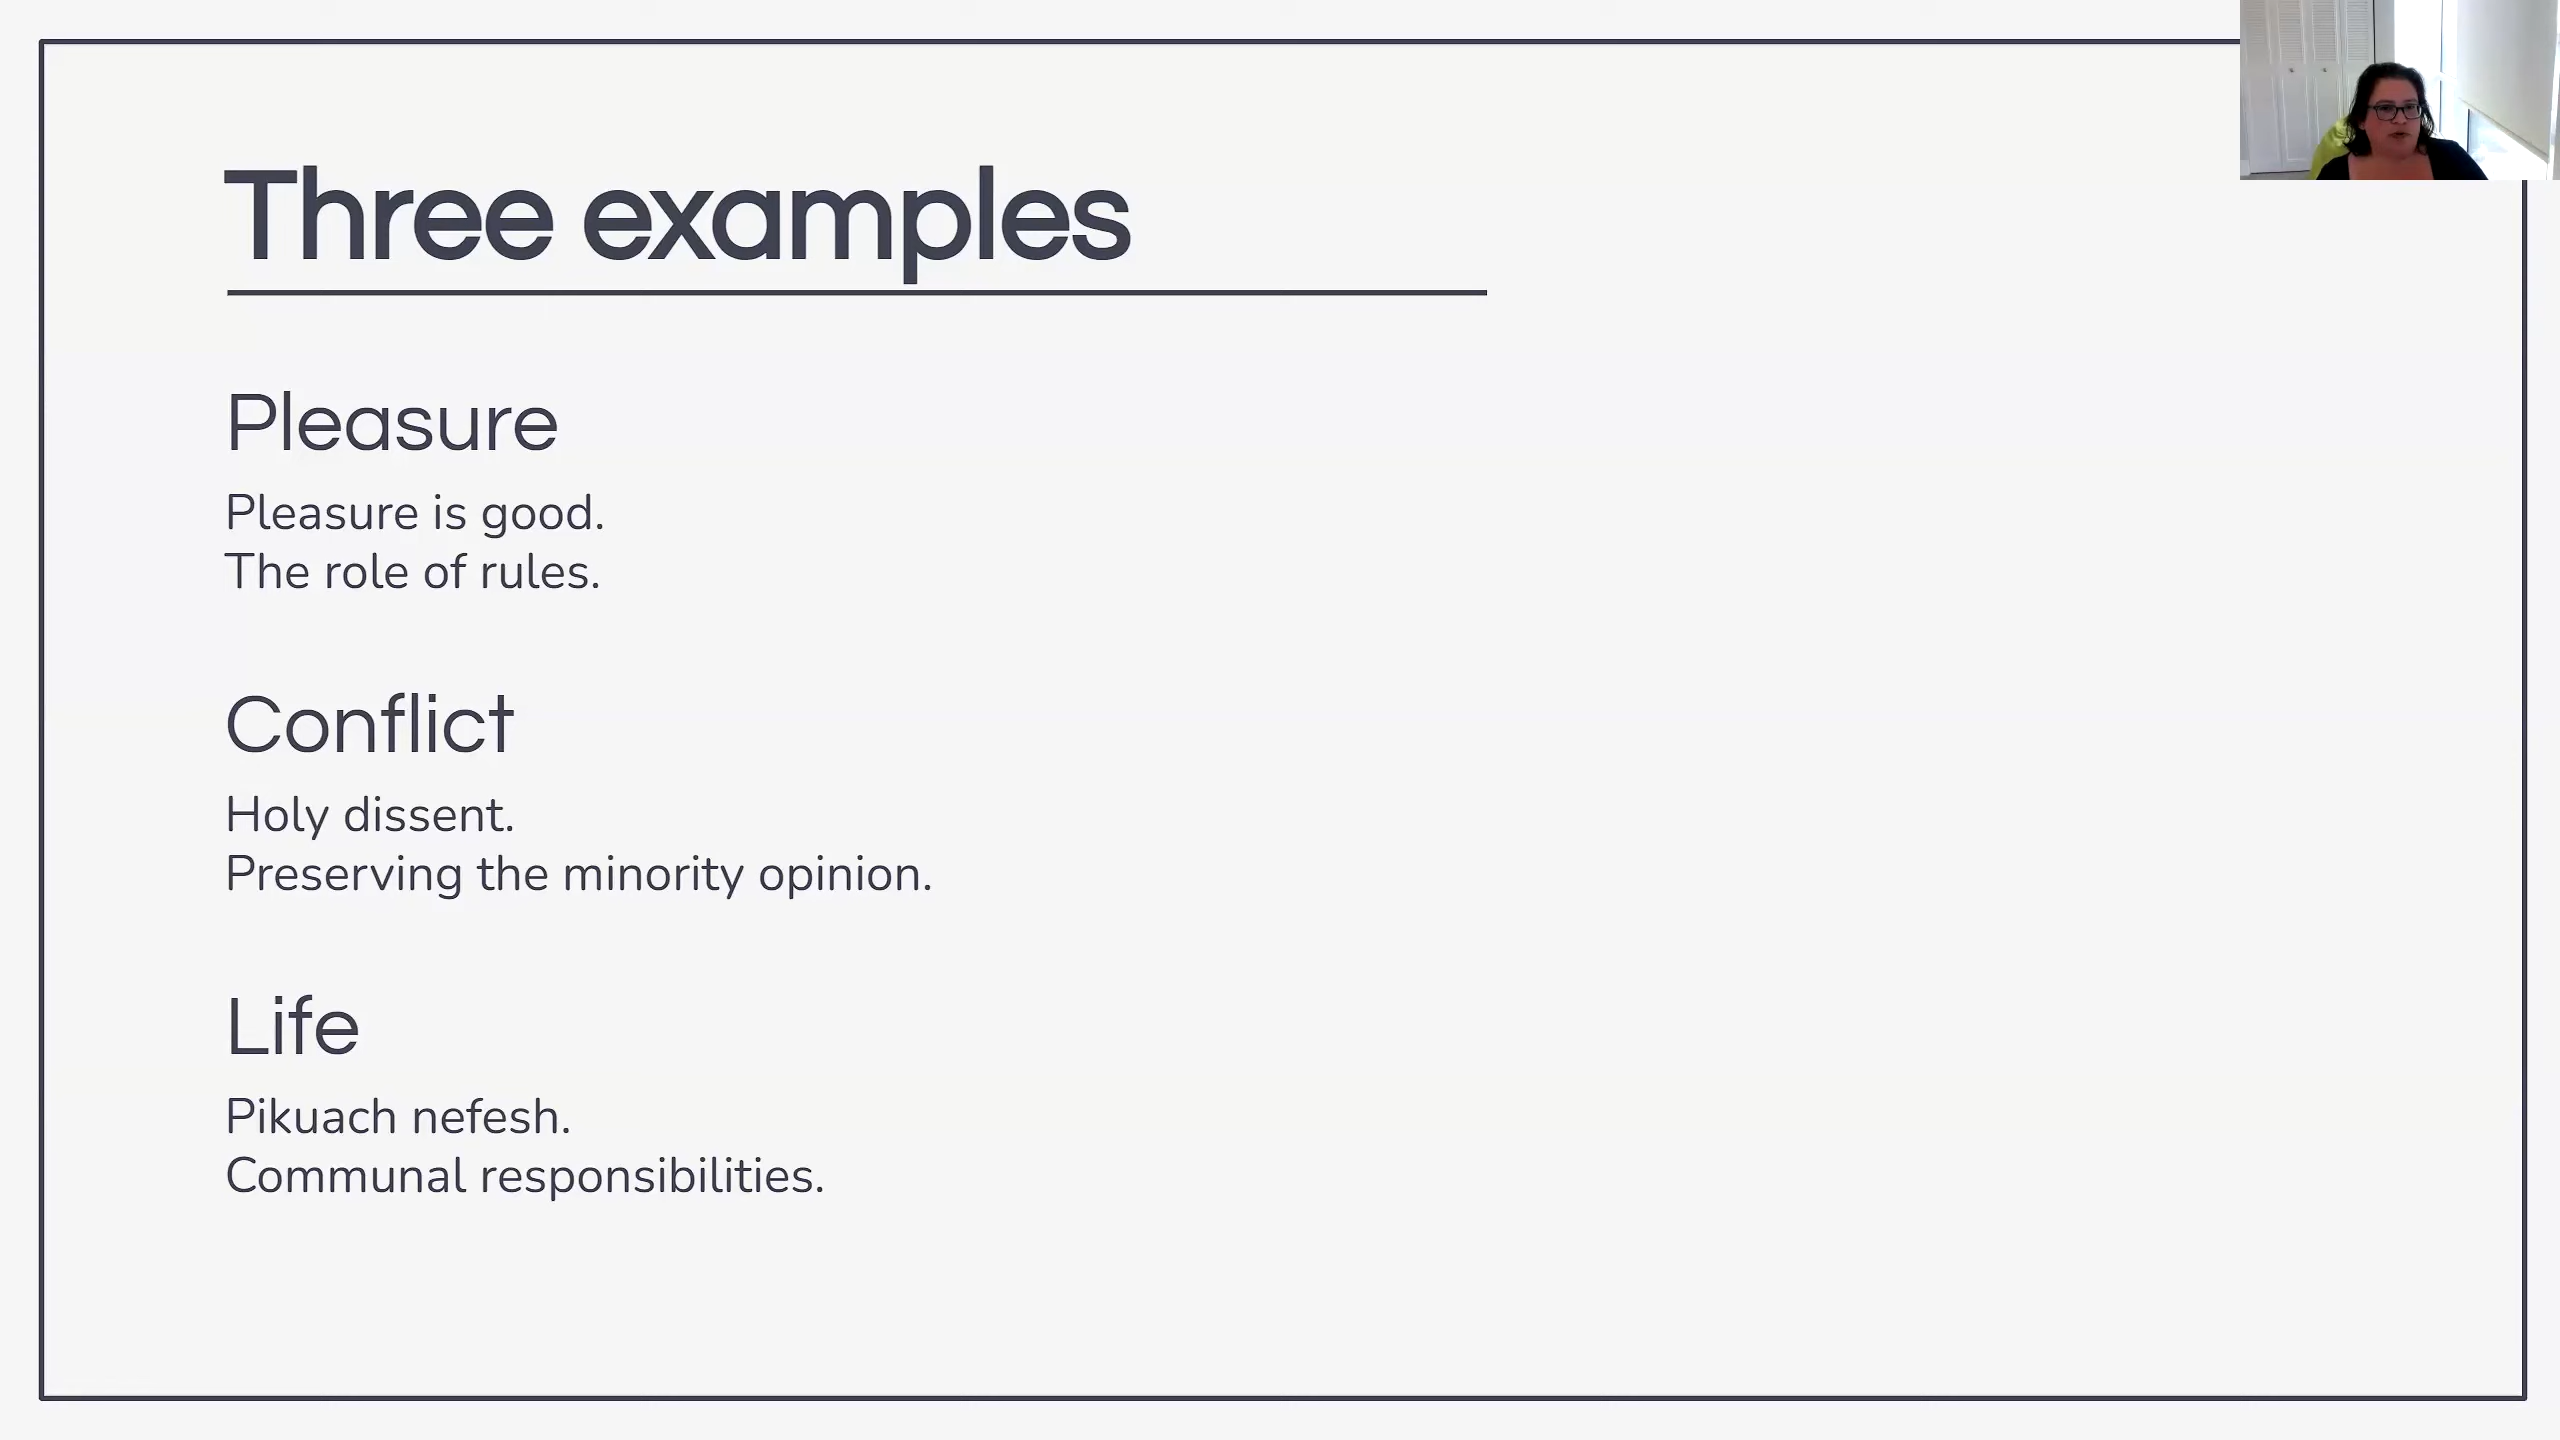 Three examples
Pleasure
Pleasure is good.
The role of rules.
Conflict
Holy dissent.
Preserving the minority opinion.
Life
Pikuach nefesh.
Communal responsibilities.